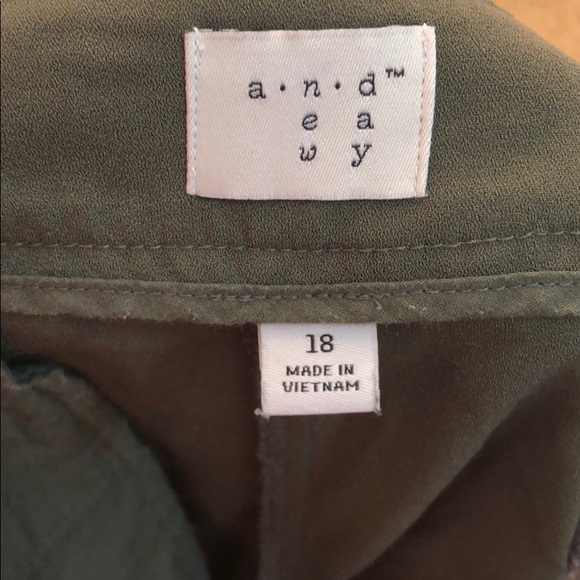 a·n·d™
e a
w y
18
MADE IN
VIETNAM